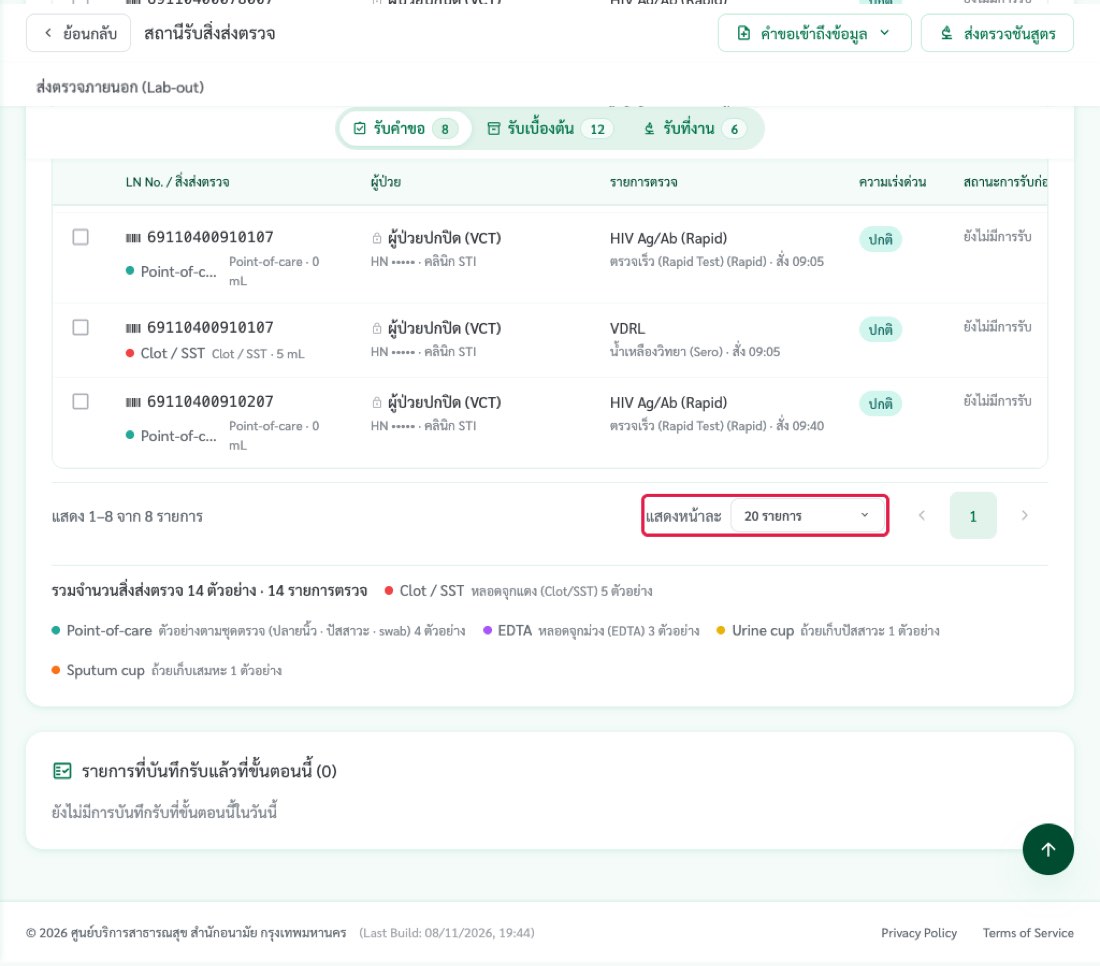 ย้อนกลับ สถานีรับสิ่งส่งตรวจ คำขอเข้าถึงข้อมูล ส่งตรวจชันสูตร
ส่งตรวจภายนอก (Lab-out)
รับคำขอ 8 รับเบื้องต้น 12 รับที่งาน 6
LN No. / สิ่งส่งตรวจ ผู้ป่วย รายการตรวจ ความเร่งด่วน สถานะการรับก่อ
69110400910107 ผู้ป่วยปกปิด (VCT) HIV Ag/Ab (Rapid) ปกติ ยังไม่มีการรับ
Point-of-c... Point-of-care · 0 HN ••••• · คลินิก STI ตรวจเร็ว (Rapid Test) (Rapid) · สั่ง 09:05
mL
69110400910107 ผู้ป่วยปกปิด (VCT) VDRL ปกติ ยังไม่มีการรับ
Clot / SST Clot / SST · 5 mL HN ••••• · คลินิก STI น้ำเหลืองวิทยา (Sero) · สั่ง 09:05
69110400910207 ผู้ป่วยปกปิด (VCT) HIV Ag/Ab (Rapid) ปกติ ยังไม่มีการรับ
Point-of-c... Point-of-care · 0 HN ••••• · คลินิก STI ตรวจเร็ว (Rapid Test) (Rapid) · สั่ง 09:40
mL
แสดง 1–8 จาก 8 รายการ แสดงหน้าละ 20 รายการ 1
รวมจำนวนสิ่งส่งตรวจ 14 ตัวอย่าง · 14 รายการตรวจ Clot / SST หลอดจุกแดง (Clot/SST) 5 ตัวอย่าง
Point-of-care ตัวอย่างตามชุดตรวจ (ปลายนิ้ว · ปัสสาวะ · swab) 4 ตัวอย่าง EDTA หลอดจุกม่วง (EDTA) 3 ตัวอย่าง Urine cup ถ้วยเก็บปัสสาวะ 1 ตัวอย่าง
Sputum cup ถ้วยเก็บเสมหะ 1 ตัวอย่าง
รายการที่บันทึกรับแล้วที่ขั้นตอนนี้ (0)
ยังไม่มีการบันทึกรับที่ขั้นตอนนี้ในวันนี้
© 2026 ศูนย์บริการสาธารณสุข สำนักอนามัย กรุงเทพมหานคร (Last Build: 08/11/2026, 19:44) Privacy Policy Terms of Service